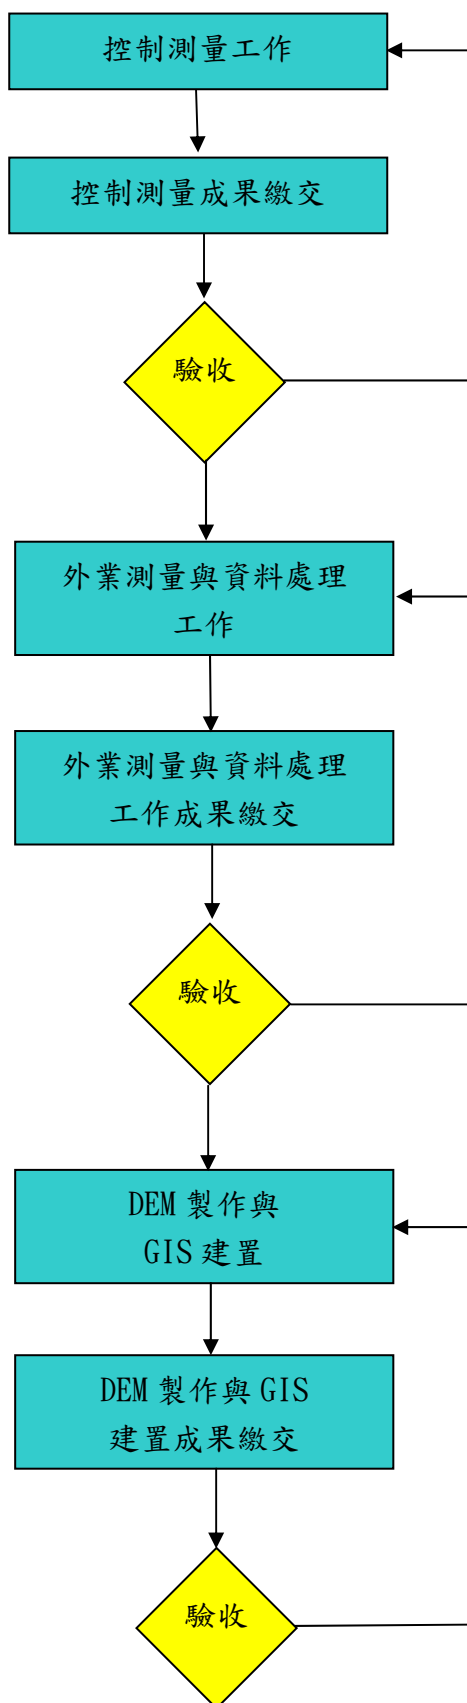 控制測量工作
控制測量成果繳交
驗收
外業測量與資料處理
工作
外業測量與資料處理
工作成果繳交
驗收
DEM 製作與
GIS 建置
DEM 製作與 GIS
建置成果繳交
驗收